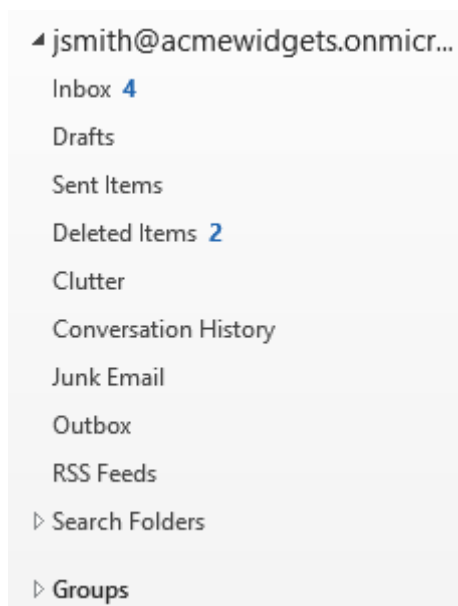 jsmith@acmewidgets.onmicr...
Inbox 4
Drafts
Sent Items
Deleted Items 2
Clutter
Conversation History
Junk Email
Outbox
RSS Feeds
Search Folders
Groups